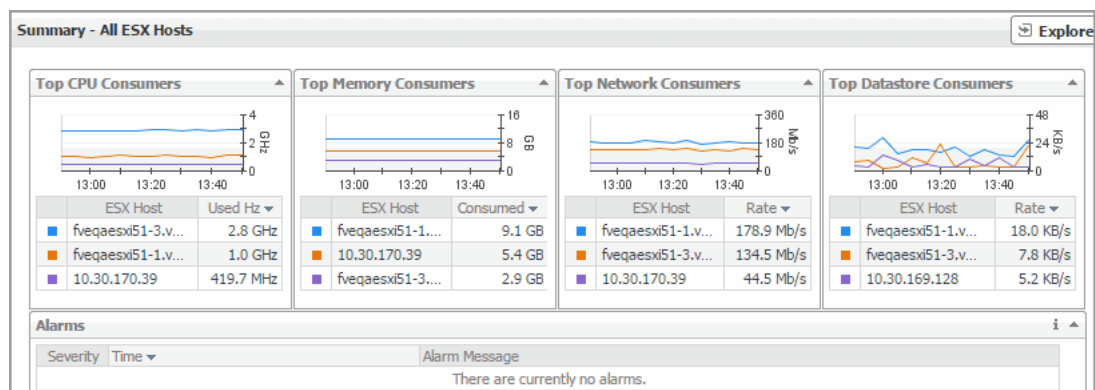 Summary - All ESX Hosts
Explore
Top CPU Consumers
4
2
0
GHz
13:00 13:20 13:40
ESX Host Used Hz
fveqaesxi51-3.v... 2.8 GHz
fveqaesxi51-1.v... 1.0 GHz
10.30.170.39 419.7 MHz
Top Memory Consumers
16
8
0
GB
13:00 13:20 13:40
ESX Host Consumed
fveqaesxi51-1.... 9.1 GB
10.30.170.39 5.4 GB
fveqaesxi51-3.... 2.9 GB
Top Network Consumers
360
180
0
Mb/s
13:00 13:20 13:40
ESX Host Rate
fveqaesxi51-1.v... 178.9 Mb/s
fveqaesxi51-3.v... 134.5 Mb/s
10.30.170.39 44.5 Mb/s
Top Datastore Consumers
48
24
0
KB/s
13:00 13:20 13:40
ESX Host Rate
fveqaesxi51-1.v... 18.0 KB/s
fveqaesxi51-3.v... 7.8 KB/s
10.30.169.128 5.2 KB/s
Alarms
i
Severity Time Alarm Message
There are currently no alarms.